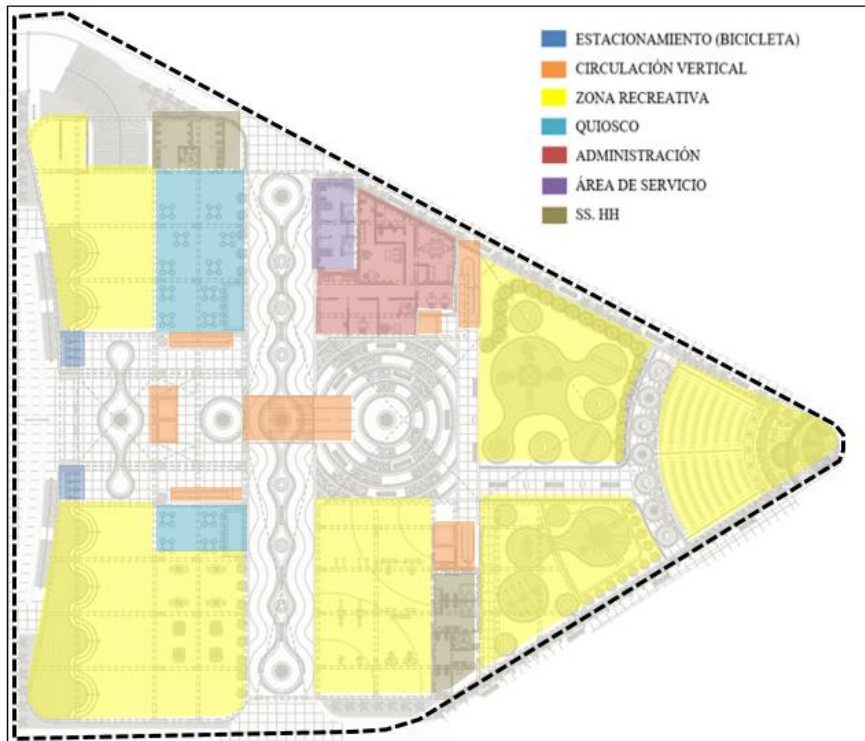 ESTACIONAMIENTO (BICICLETA)
CIRCULACIÓN VERTICAL
ZONA RECREATIVA
QUIOSCO
ADMINISTRACIÓN
ÁREA DE SERVICIO
SS. HH